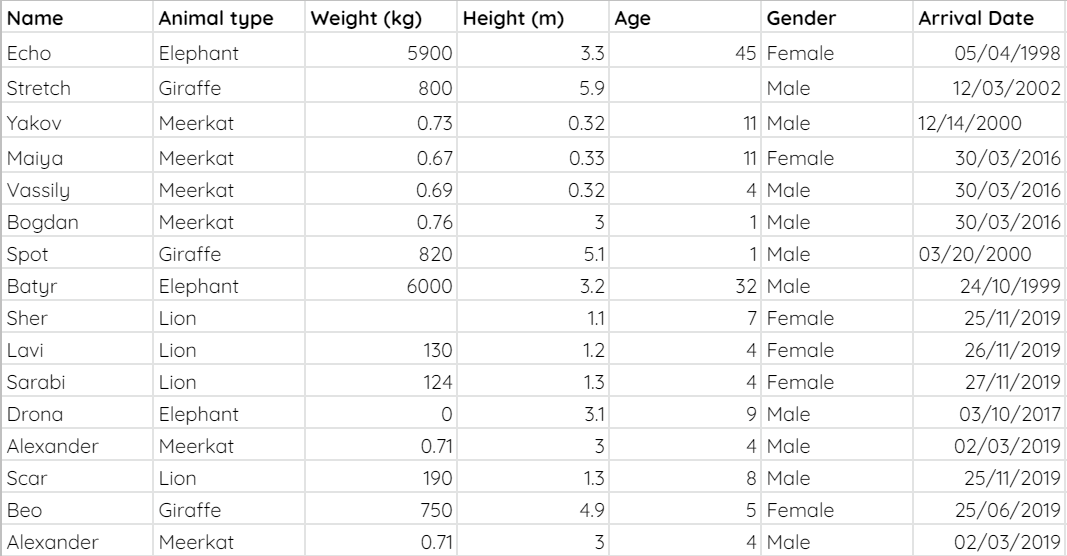 Name Animal type Weight (kg) Height (m) Age Gender Arrival Date
Echo Elephant 5900 3.3 45 Female 05/04/1998
Stretch Giraffe 800 5.9 Male 12/03/2002
Yakov Meerkat 0.73 0.32 11 Male 12/14/2000
Maiya Meerkat 0.67 0.33 11 Female 30/03/2016
Vassily Meerkat 0.69 0.32 4 Male 30/03/2016
Bogdan Meerkat 0.76 3 1 Male 30/03/2016
Spot Giraffe 820 5.1 1 Male 03/20/2000
Batyr Elephant 6000 3.2 32 Male 24/10/1999
Sher Lion 1.1 7 Female 25/11/2019
Lavi Lion 130 1.2 4 Female 26/11/2019
Sarabi Lion 124 1.3 4 Female 27/11/2019
Drona Elephant 0 3.1 9 Male 03/10/2017
Alexander Meerkat 0.71 3 4 Male 02/03/2019
Scar Lion 190 1.3 8 Male 25/11/2019
Beo Giraffe 750 4.9 5 Female 25/06/2019
Alexander Meerkat 0.71 3 4 Male 02/03/2019